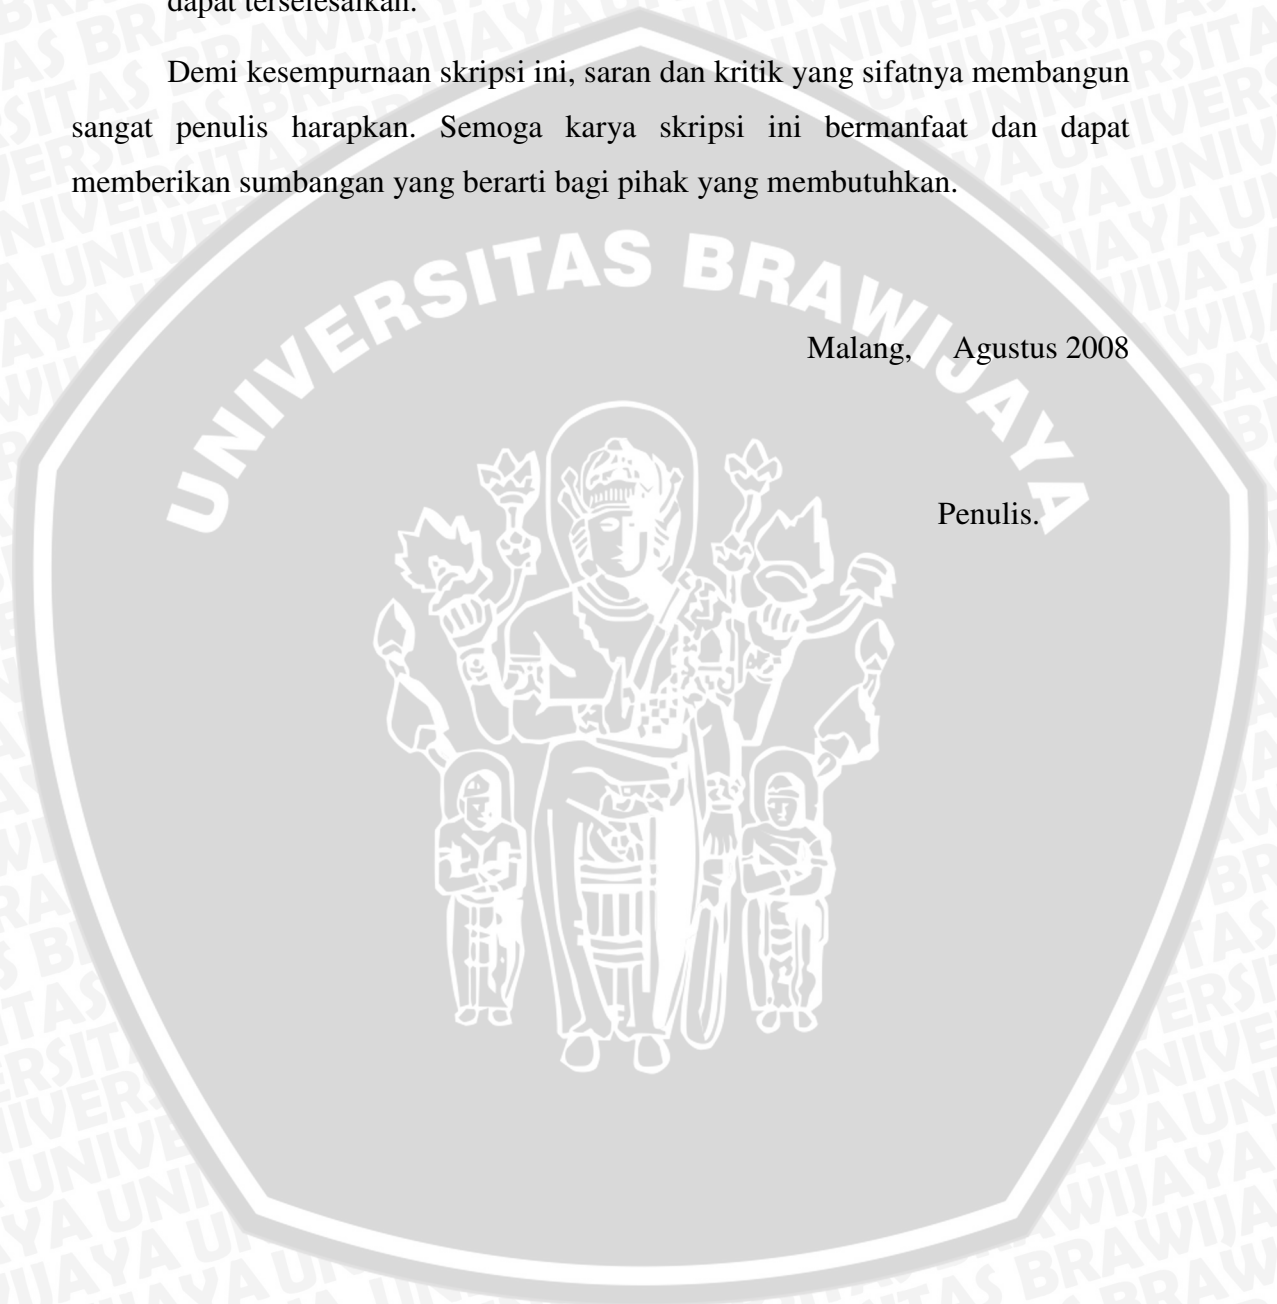 dapat terselesaikan.
Demi kesempurnaan skripsi ini, saran dan kritik yang sifatnya membangun
sangat penulis harapkan. Semoga karya skripsi ini bermanfaat dan dapat
memberikan sumbangan yang berarti bagi pihak yang membutuhkan.
UNIVERSITAS BRAWIJAYA
Malang, Agustus 2008
Penulis.